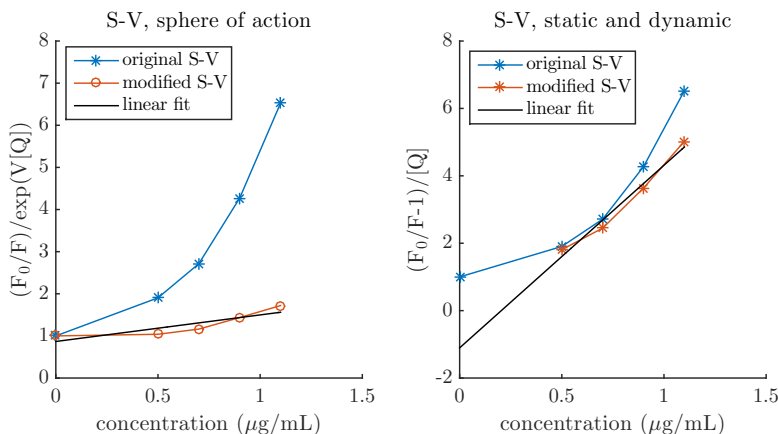 S-V, sphere of action
8
7
6
5
4
3
2
1
0
(F₀/F)/exp(V[Q])
original S-V
modified S-V
linear fit
0
0.5
1
1.5
concentration (μg/mL)
S-V, static and dynamic
8
6
4
2
0
-2
(F₀/F-1)/[Q]
original S-V
modified S-V
linear fit
0
0.5
1
1.5
concentration (μg/mL)